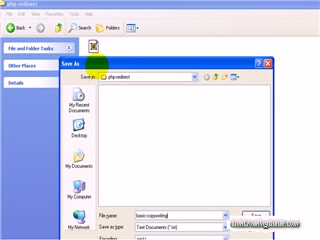 php-redirect
File Edit View Favorites Tools Help
Back Search Folders
File and Folder Tasks
Other Places
Details
Save As
? X
Save in: php-redirect
My Recent Documents
Desktop
My Documents
My Computer
My Network
File name: basic-copywriting
Save as type: Text Documents (*.txt)